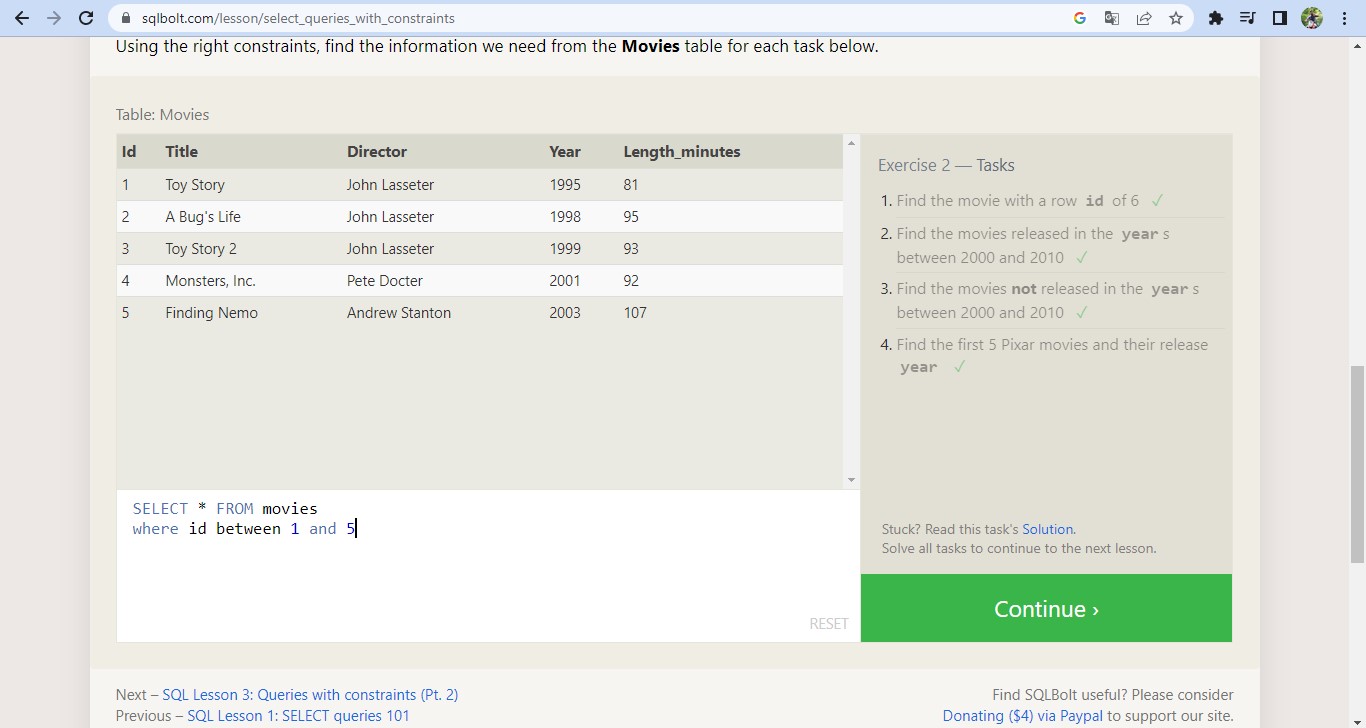 sqlbolt.com/lesson/select_queries_with_constraints
Using the right constraints, find the information we need from the Movies table for each task below.
Table: Movies
Id Title Director Year Length_minutes
1 Toy Story John Lasseter 1995 81
2 A Bug's Life John Lasseter 1998 95
3 Toy Story 2 John Lasseter 1999 93
4 Monsters, Inc. Pete Docter 2001 92
5 Finding Nemo Andrew Stanton 2003 107
SELECT * FROM movies
where id between 1 and 5
RESET
Exercise 2 — Tasks
1. Find the movie with a row id of 6 ✓
2. Find the movies released in the year s
between 2000 and 2010 ✓
3. Find the movies not released in the year s
between 2000 and 2010 ✓
4. Find the first 5 Pixar movies and their release
year ✓
Stuck? Read this task's Solution.
Solve all tasks to continue to the next lesson.
Continue ›
Next – SQL Lesson 3: Queries with constraints (Pt. 2)
Previous – SQL Lesson 1: SELECT queries 101
Find SQLBolt useful? Please consider
Donating ($4) via Paypal to support our site.